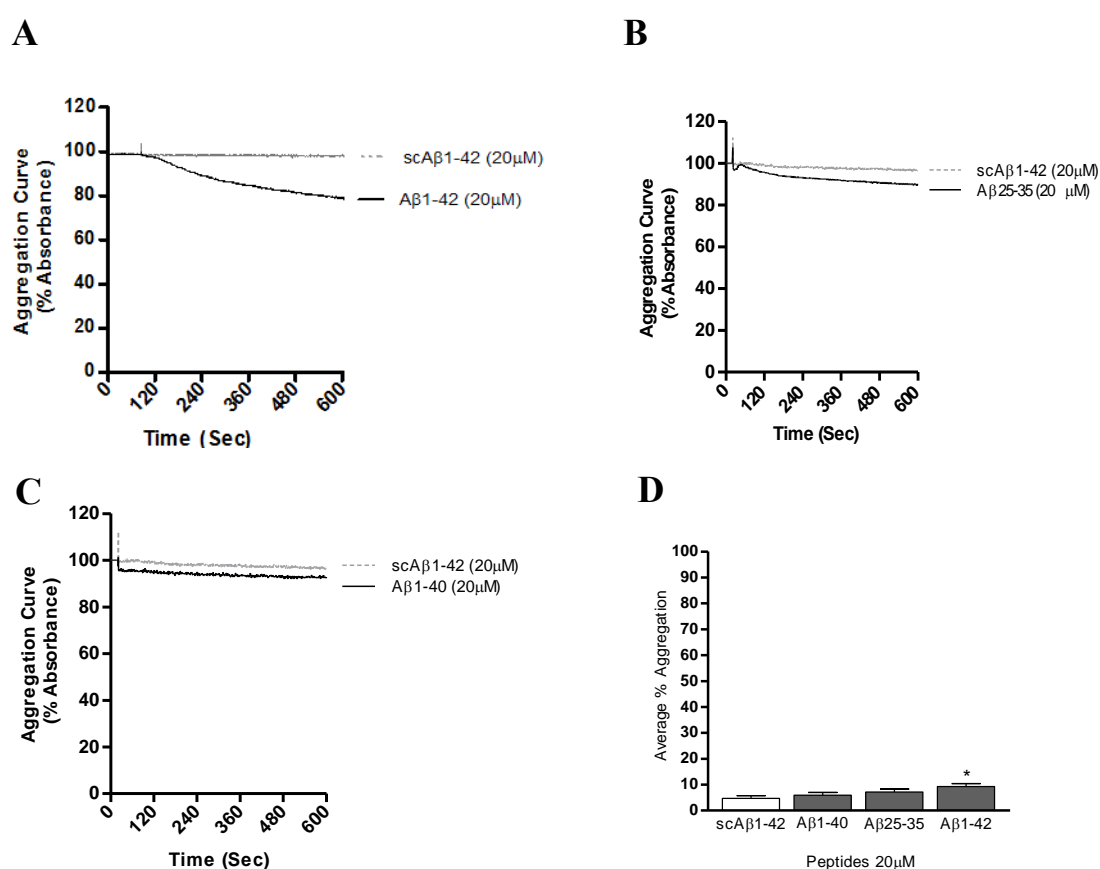 A
120
100
80
60
40
20
0
Aggregation Curve
(% Absorbance)
0
120
240
360
480
600
Time (Sec)
scAβ1-42 (20μM)
Aβ1-42 (20μM)
B
120
100
80
60
40
20
0
Aggregation Curve
(% Absorbance)
0
120
240
360
480
600
Time (Sec)
scAβ1-42 (20μM)
Aβ25-35 (20 μM)
C
120
100
80
60
40
20
0
Aggregation Curve
(% Absorbance)
0
120
240
360
480
600
Time (Sec)
scAβ1-42 (20μM)
Aβ1-40 (20μM)
D
100
90
80
70
60
50
40
30
20
10
0
Average % Aggregation
*
scAβ1-42 Aβ1-40 Aβ25-35 Aβ1-42
Peptides 20μM